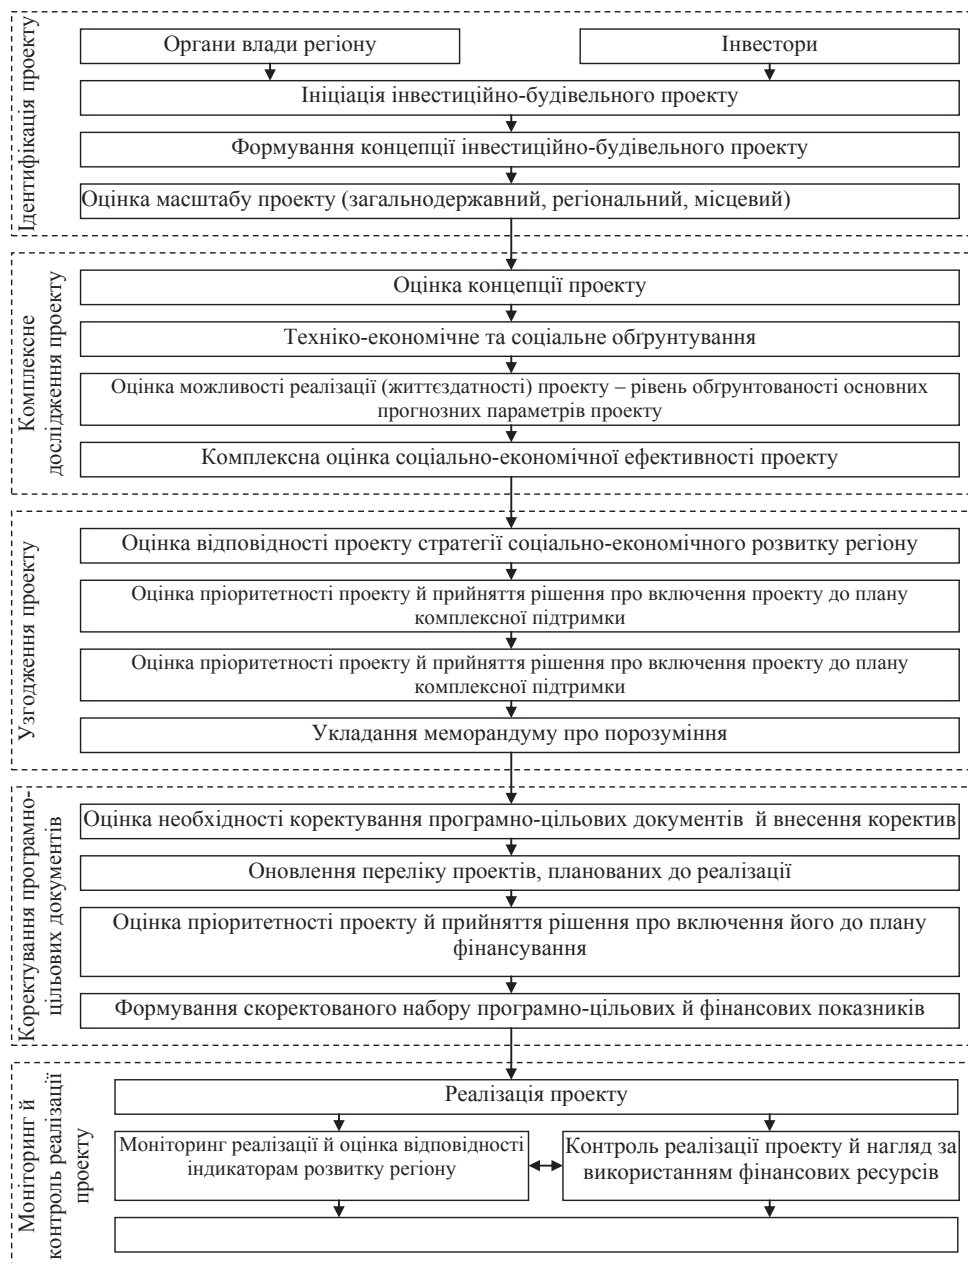 Ідентифікація проекту
Органи влади регіону
Інвестори
Ініціація інвестиційно-будівельного проекту
Формування концепції інвестиційно-будівельного проекту
Оцінка масштабу проекту (загальнодержавний, регіональний, місцевий)
Комплексне
дослідження проекту
Оцінка концепції проекту
Техніко-економічне та соціальне обґрунтування
Оцінка можливості реалізації (життєздатності) проекту – рівень обґрунтованості основних
прогнозних параметрів проекту
Комплексна оцінка соціально-економічної ефективності проекту
Узгодження проекту
Оцінка відповідності проекту стратегії соціально-економічного розвитку регіону
Оцінка пріоритетності проекту й прийняття рішення про включення проекту до плану
комплексної підтримки
Оцінка пріоритетності проекту й прийняття рішення про включення проекту до плану
комплексної підтримки
Укладання меморандуму про порозуміння
Коректування програмно-
цільових документів
Оцінка необхідності коректування програмно-цільових документів й внесення коректив
Оновлення переліку проектів, планованих до реалізації
Оцінка пріоритетності проекту й прийняття рішення про включення його до плану
фінансування
Формування скоректованого набору програмно-цільових й фінансових показників
Моніторинг й
контроль реалізації
проекту
Реалізація проекту
Моніторинг реалізації й оцінка відповідності
індикаторам розвитку регіону
Контроль реалізації проекту й нагляд за
використанням фінансових ресурсів